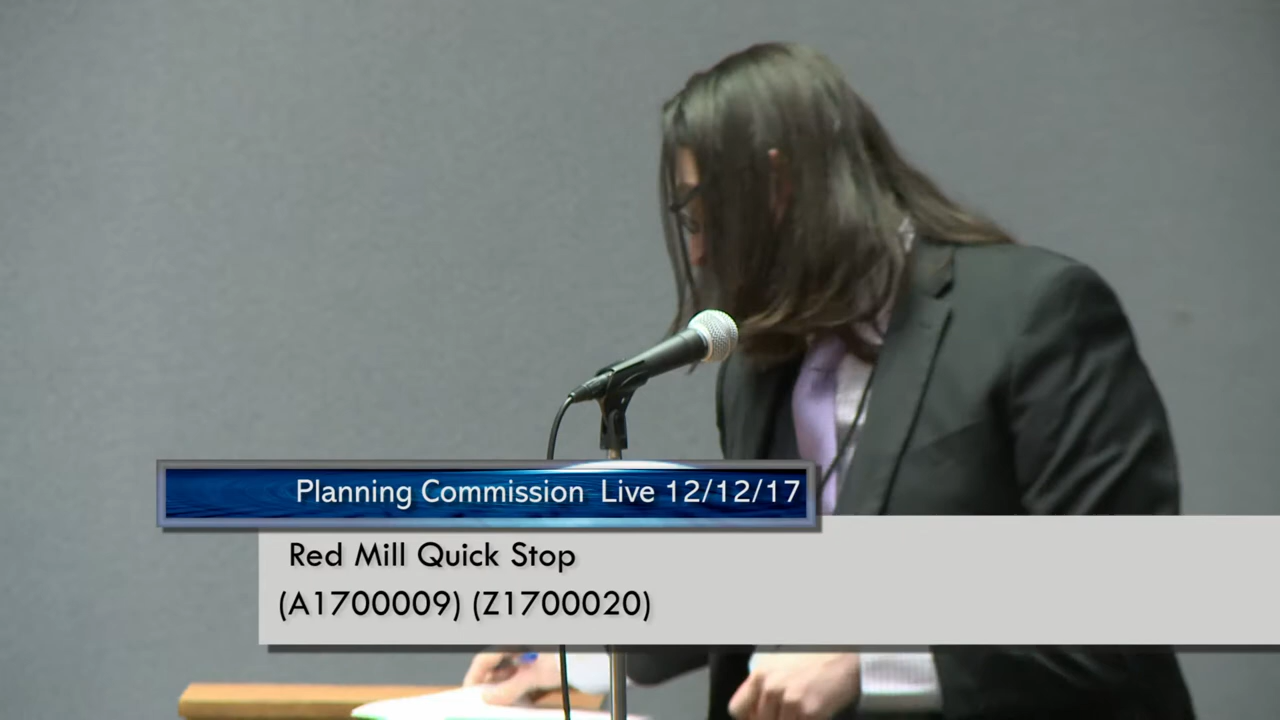 Planning Commission Live 12/12/17
Red Mill Quick Stop
(A1700009) (Z1700020)